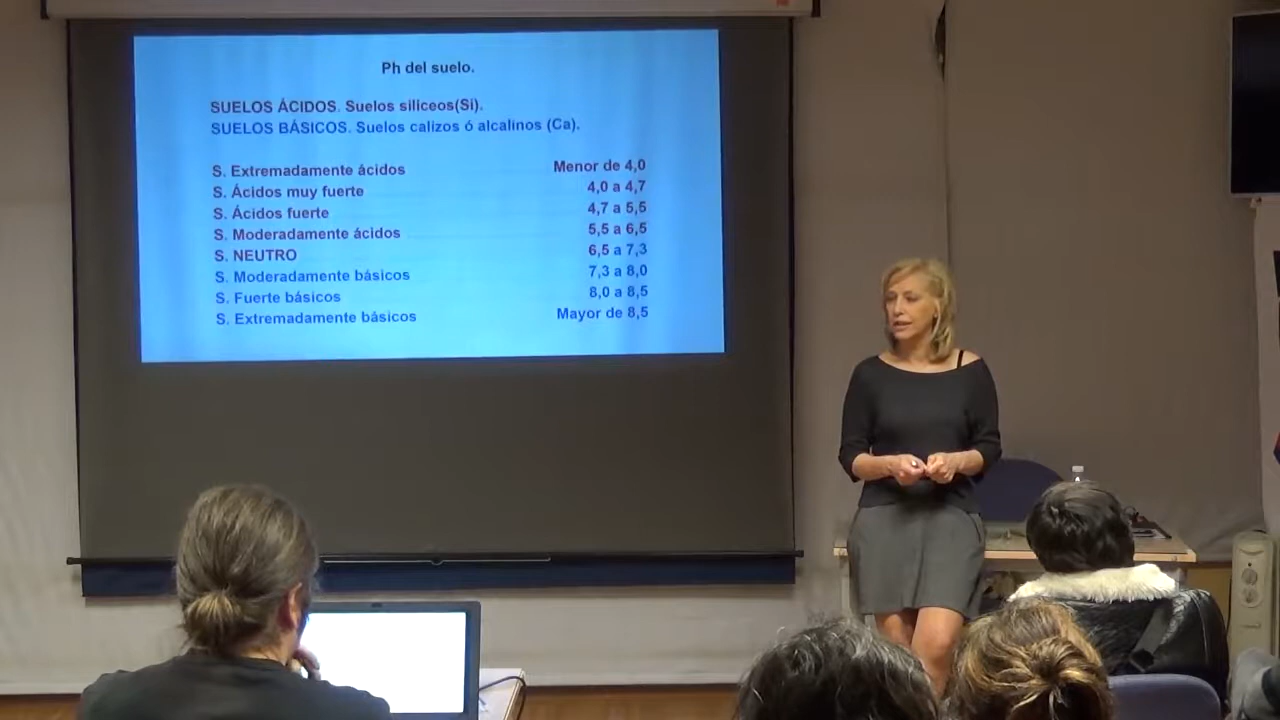 Ph del suelo.
SUELOS ÁCIDOS. Suelos silíceos(Si).
SUELOS BÁSICOS. Suelos calizos ó alcalinos (Ca).
S. Extremadamente ácidos Menor de 4,0
S. Ácidos muy fuerte 4,0 a 4,7
S. Ácidos fuerte 4,7 a 5,5
S. Moderadamente ácidos 5,5 a 6,5
S. NEUTRO 6,5 a 7,3
S. Moderadamente básicos 7,3 a 8,0
S. Fuerte básicos 8,0 a 8,5
S. Extremadamente básicos Mayor de 8,5